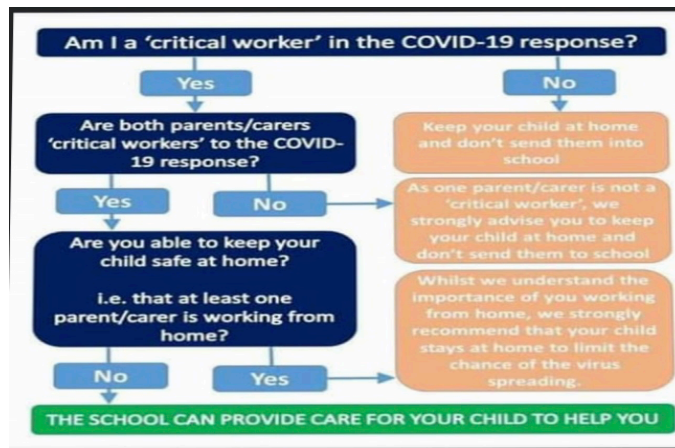 Am I a 'critical worker' in the COVID-19 response?
Yes
No
Are both parents/carers
'critical workers' to the COVID-
19 response?
Keep your child at home
and don't send them into
school
Yes
No
As one parent/carer is not a
'critical worker', we
strongly advise you to keep
your child at home and
don't send them to school
Are you able to keep your
child safe at home?
i.e. that at least one
parent/carer is working from
home?
Whilst we understand the
importance of you working
from home, we strongly
recommend that your child
stays at home to limit the
chance of the virus
spreading.
No
Yes
THE SCHOOL CAN PROVIDE CARE FOR YOUR CHILD TO HELP YOU